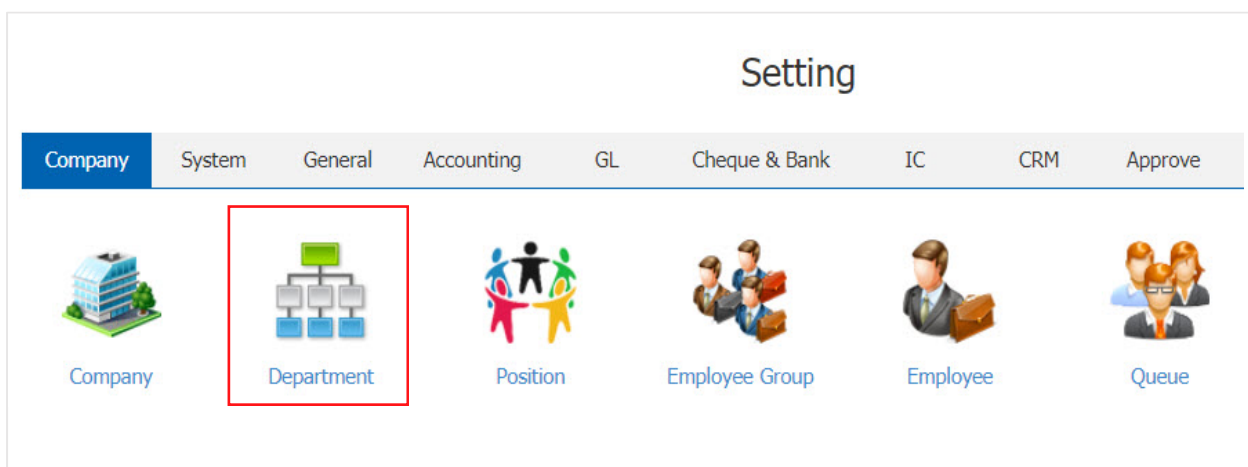 Setting
Company System General Accounting GL Cheque & Bank IC CRM Approve
Company Department Position Employee Group Employee Queue